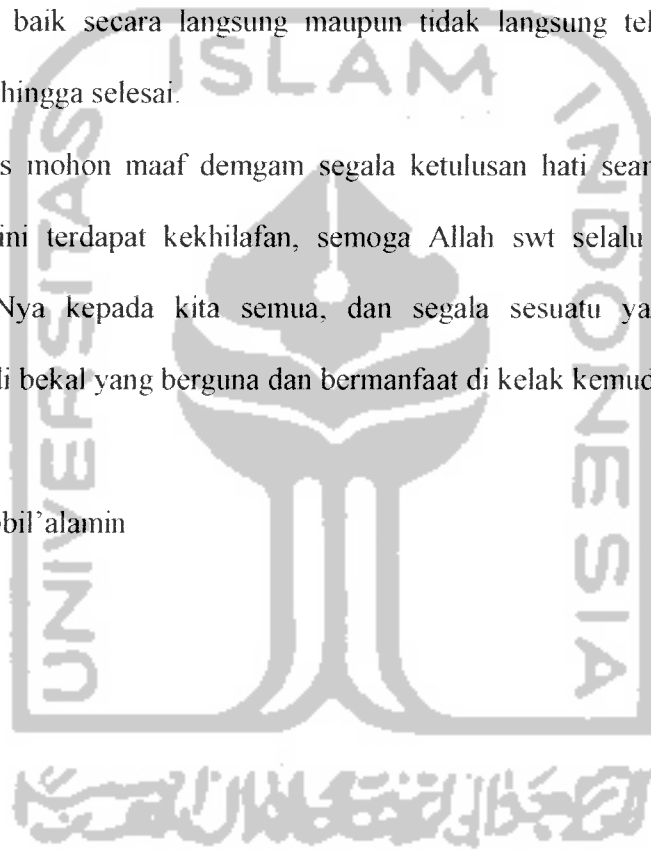 baik secara langsung maupun tidak langsung tel
ISLAM
hingga selesai.
s mohon maaf demgam segala ketulusan hati sean
ini terdapat kekhilafan, semoga Allah swt selalu
Nya kepada kita semua, dan segala sesuatu ya
di bekal yang berguna dan bermanfaat di kelak kemud
bil'alamin
UNIVERSITAS
INDONESIA